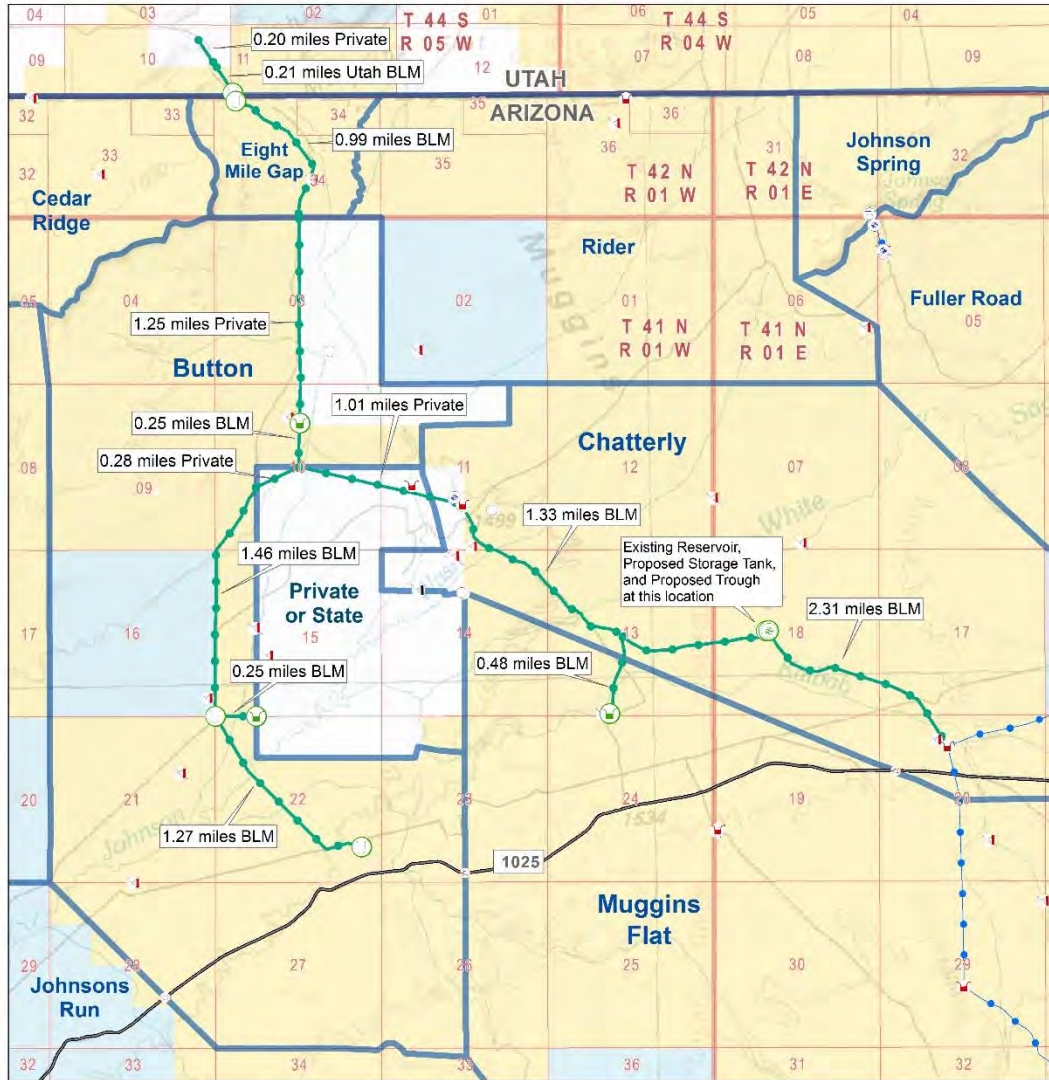 04
03
02
01
06
05
04
T 44 S
R 05 W
T 44 S
R 04 W
0.20 miles Private
09
10
11
12
07
08
09
0.21 miles Utah BLM
UTAH
ARIZONA
32
33
34
35
36
31
32
0.99 miles BLM
33
Eight
Mile Gap
34
35
36
32
Cedar
Ridge
T 42 N
R 01 W
T 42 N
R 01 E
Johnson
Spring
Johnson
Spring
Muggins
Rider
Fuller Road
05
04
03
02
01
06
05
1.25 miles Private
T 41 N
R 01 W
T 41 N
R 01 E
Button
0.25 miles BLM
1.01 miles Private
Chatterly
0.28 miles Private
08
09
10
11
12
07
08
1499
White
1.33 miles BLM
1.46 miles BLM
Existing Reservoir,
Proposed Storage Tank,
and Proposed Trough
at this location
Private
or State
2.31 miles BLM
17
16
15
14
13
18
17
0.25 miles BLM
0.48 miles BLM
Kanab
20
21
22
23
24
19
20
Johnson
1534
1.27 miles BLM
1025
Muggins
Flat
29
28
27
26
25
30
29
Johnsons
Run
32
33
34
35
36
31
32